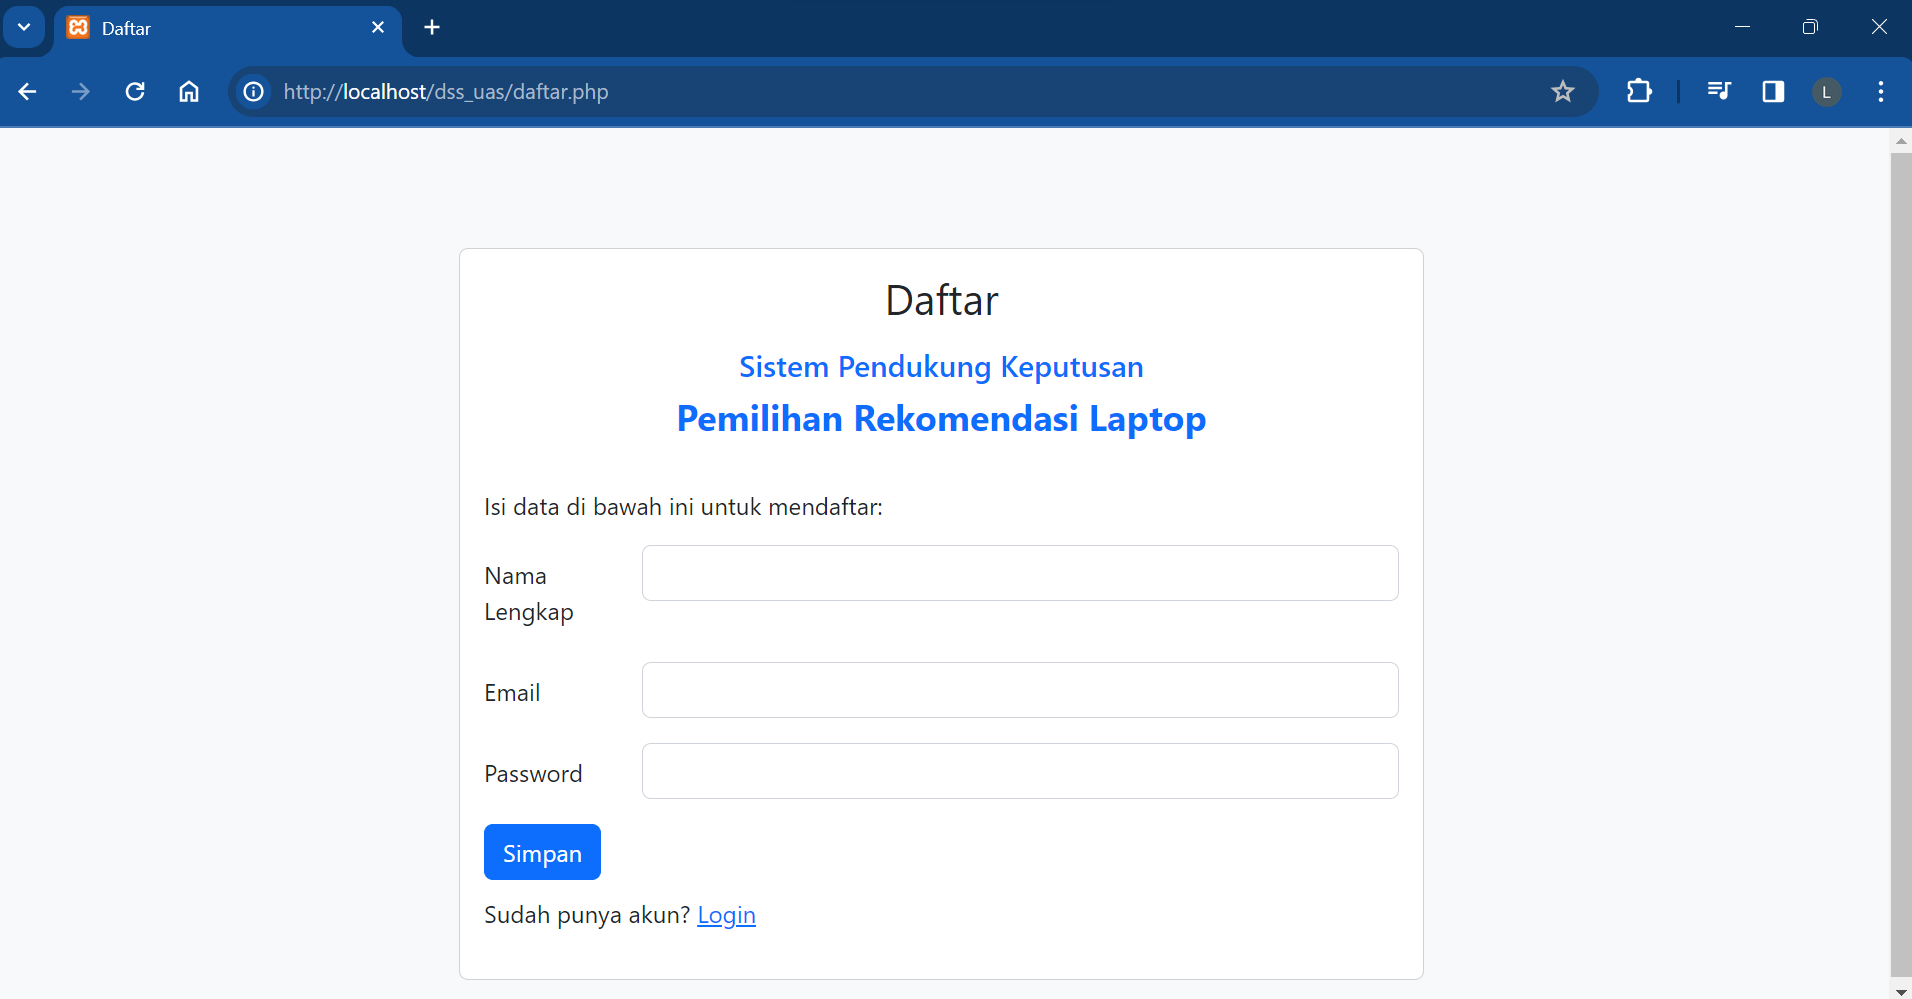 Daftar
http://localhost/dss_uas/daftar.php
L
Daftar
Sistem Pendukung Keputusan
Pemilihan Rekomendasi Laptop
Isi data di bawah ini untuk mendaftar:
Nama
Lengkap
Email
Password
Simpan
Sudah punya akun? Login